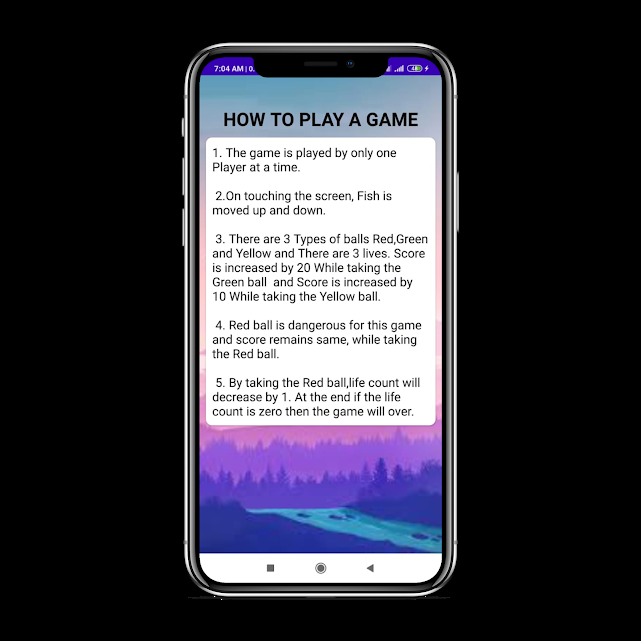 7:04 AM | 0.
HOW TO PLAY A GAME
1. The game is played by only one
Player at a time.
2.On touching the screen, Fish is
moved up and down.
3. There are 3 Types of balls Red,Green
and Yellow and There are 3 lives. Score
is increased by 20 While taking the
Green ball  and Score is increased by
10 While taking the Yellow ball.
4. Red ball is dangerous for this game
and score remains same, while taking
the Red ball.
5. By taking the Red ball,life count will
decrease by 1. At the end if the life
count is zero then the game will over.